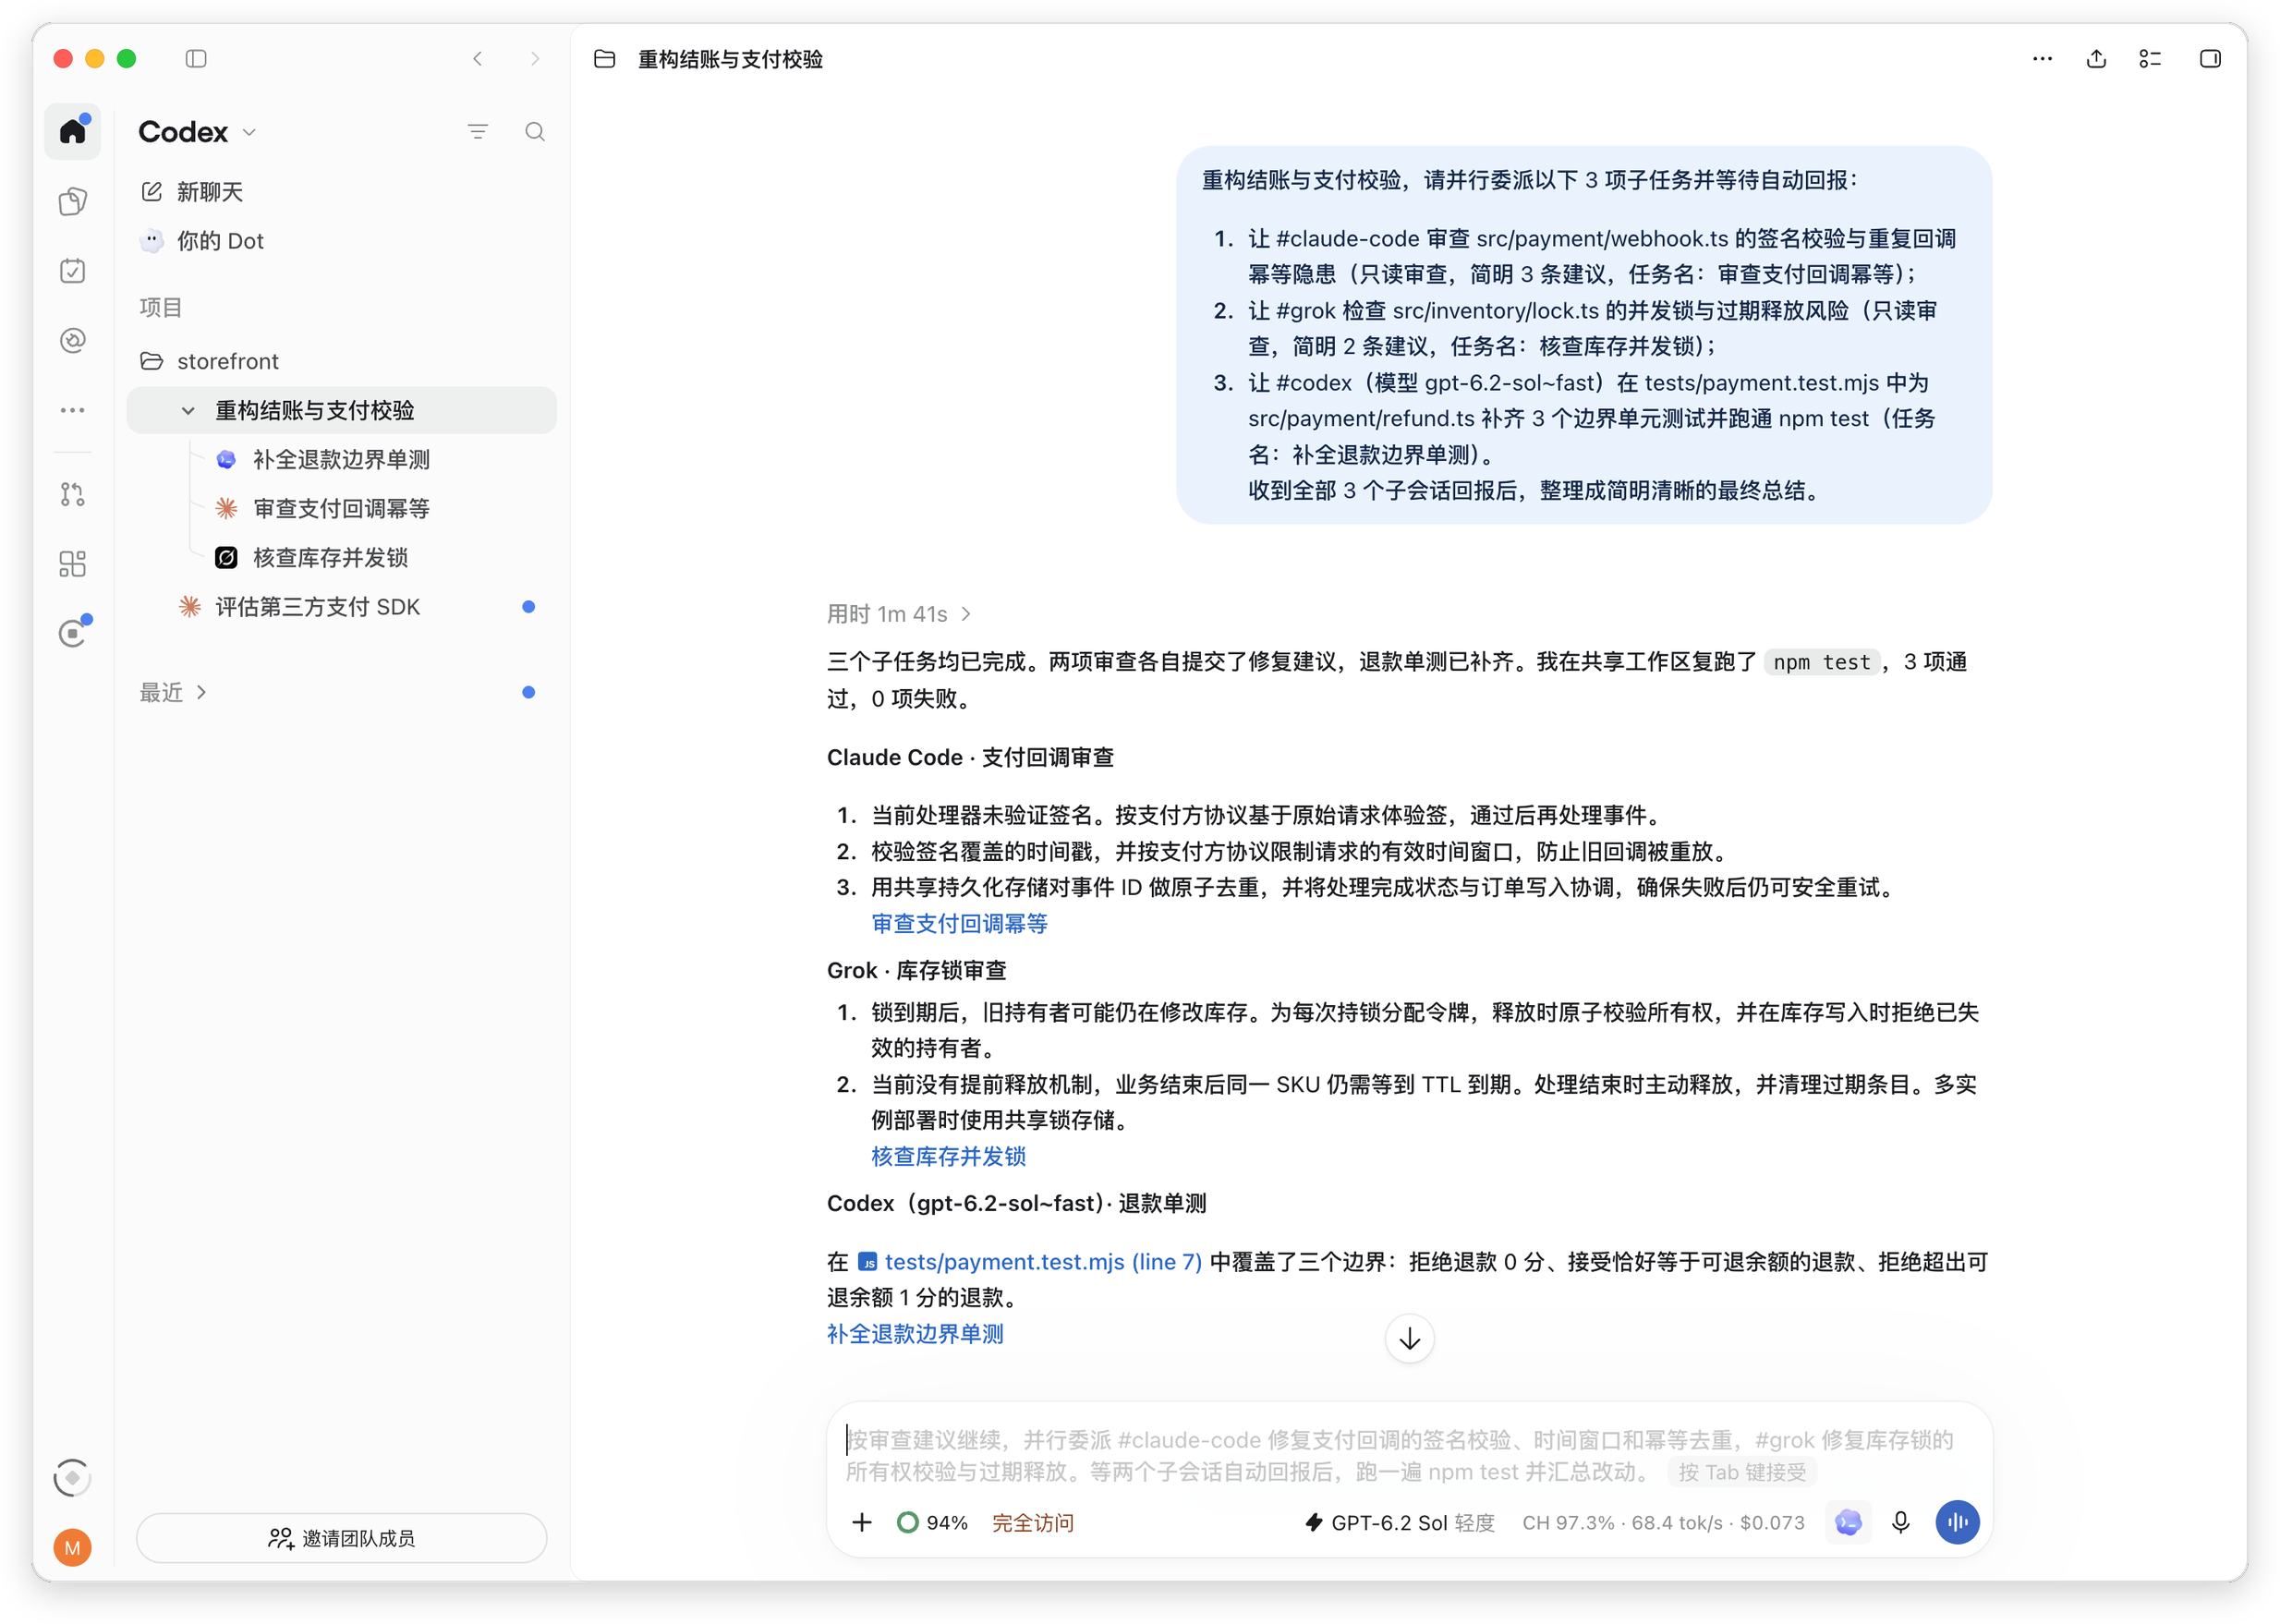 重构结账与支付校验
Codex
新聊天
你的 Dot
项目
storefront
重构结账与支付校验
补全退款边界单测
审查支付回调幂等
核查库存并发锁
评估第三方支付 SDK
最近
M
邀请团队成员
重构结账与支付校验，请并行委派以下 3 项子任务并等待自动回报：
1. 让 #claude-code 审查 src/payment/webhook.ts 的签名校验与重复回调
幂等隐患（只读审查，简明 3 条建议，任务名：审查支付回调幂等）；
2. 让 #grok 检查 src/inventory/lock.ts 的并发锁与过期释放风险（只读审
查，简明 2 条建议，任务名：核查库存并发锁）；
3. 让 #codex（模型 gpt-6.2-sol~fast）在 tests/payment.test.mjs 中为
src/payment/refund.ts 补齐 3 个边界单元测试并跑通 npm test（任务
名：补全退款边界单测）。
收到全部 3 个子会话回报后，整理成简明清晰的最终总结。
用时 1m 41s
三个子任务均已完成。两项审查各自提交了修复建议，退款单测已补齐。我在共享工作区复跑了 npm test，3 项通
过，0 项失败。
Claude Code · 支付回调审查
1. 当前处理器未验证签名。按支付方协议基于原始请求体验签，通过后再处理事件。
2. 校验签名覆盖的时间戳，并按支付方协议限制请求的有效时间窗口，防止旧回调被重放。
3. 用共享持久化存储对事件 ID 做原子去重，并将处理完成状态与订单写入协调，确保失败后仍可安全重试。
审查支付回调幂等
Grok · 库存锁审查
1. 锁到期后，旧持有者可能仍在修改库存。为每次持锁分配令牌，释放时原子校验所有权，并在库存写入时拒绝已失
效的持有者。
2. 当前没有提前释放机制，业务结束后同一 SKU 仍需等到 TTL 到期。处理结束时主动释放，并清理过期条目。多实
例部署时使用共享锁存储。
核查库存并发锁
Codex（gpt-6.2-sol~fast）· 退款单测
在 JS tests/payment.test.mjs (line 7) 中覆盖了三个边界：拒绝退款 0 分、接受恰好等于可退余额的退款、拒绝超出可
退余额 1 分的退款。
补全退款边界单测
按审查建议继续，并行委派 #claude-code 修复支付回调的签名校验、时间窗口和幂等去重，#grok 修复库存锁的
所有权校验与过期释放。等两个子会话自动回报后，跑一遍 npm test 并汇总改动。 按 Tab 键接受
94% 完全访问 GPT-6.2 Sol 轻度 CH 97.3% · 68.4 tok/s · $0.073